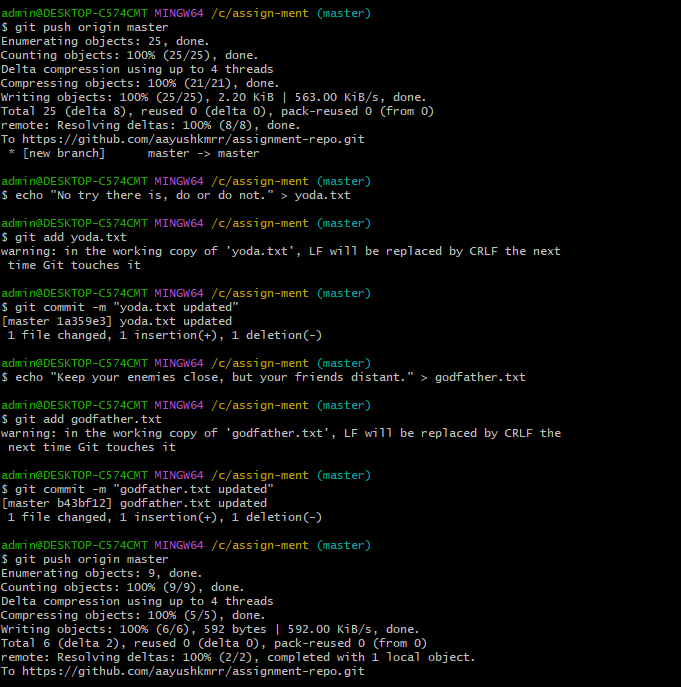 admin@DESKTOP-C574CMT MINGW64 /c/assign-ment (master)
$ git push origin master
Enumerating objects: 25, done.
Counting objects: 100% (25/25), done.
Delta compression using up to 4 threads
Compressing objects: 100% (21/21), done.
Writing objects: 100% (25/25), 2.20 KiB | 563.00 KiB/s, done.
Total 25 (delta 8), reused 0 (delta 0), pack-reused 0 (from 0)
remote: Resolving deltas: 100% (8/8), done.
To https://github.com/aayushkmrr/assignment-repo.git
 * [new branch]      master -> master

admin@DESKTOP-C574CMT MINGW64 /c/assign-ment (master)
$ echo "No try there is, do or do not." > yoda.txt

admin@DESKTOP-C574CMT MINGW64 /c/assign-ment (master)
$ git add yoda.txt
warning: in the working copy of 'yoda.txt', LF will be replaced by CRLF the next
 time Git touches it

admin@DESKTOP-C574CMT MINGW64 /c/assign-ment (master)
$ git commit -m "yoda.txt updated"
[master 1a359e3] yoda.txt updated
 1 file changed, 1 insertion(+), 1 deletion(-)

admin@DESKTOP-C574CMT MINGW64 /c/assign-ment (master)
$ echo "Keep your enemies close, but your friends distant." > godfather.txt

admin@DESKTOP-C574CMT MINGW64 /c/assign-ment (master)
$ git add godfather.txt
warning: in the working copy of 'godfather.txt', LF will be replaced by CRLF the
 next time Git touches it

admin@DESKTOP-C574CMT MINGW64 /c/assign-ment (master)
$ git commit -m "godfather.txt updated"
[master b43bf12] godfather.txt updated
 1 file changed, 1 insertion(+), 1 deletion(-)

admin@DESKTOP-C574CMT MINGW64 /c/assign-ment (master)
$ git push origin master
Enumerating objects: 9, done.
Counting objects: 100% (9/9), done.
Delta compression using up to 4 threads
Compressing objects: 100% (5/5), done.
Writing objects: 100% (6/6), 592 bytes | 592.00 KiB/s, done.
Total 6 (delta 2), reused 0 (delta 0), pack-reused 0 (from 0)
remote: Resolving deltas: 100% (2/2), completed with 1 local object.
To https://github.com/aayushkmrr/assignment-repo.git